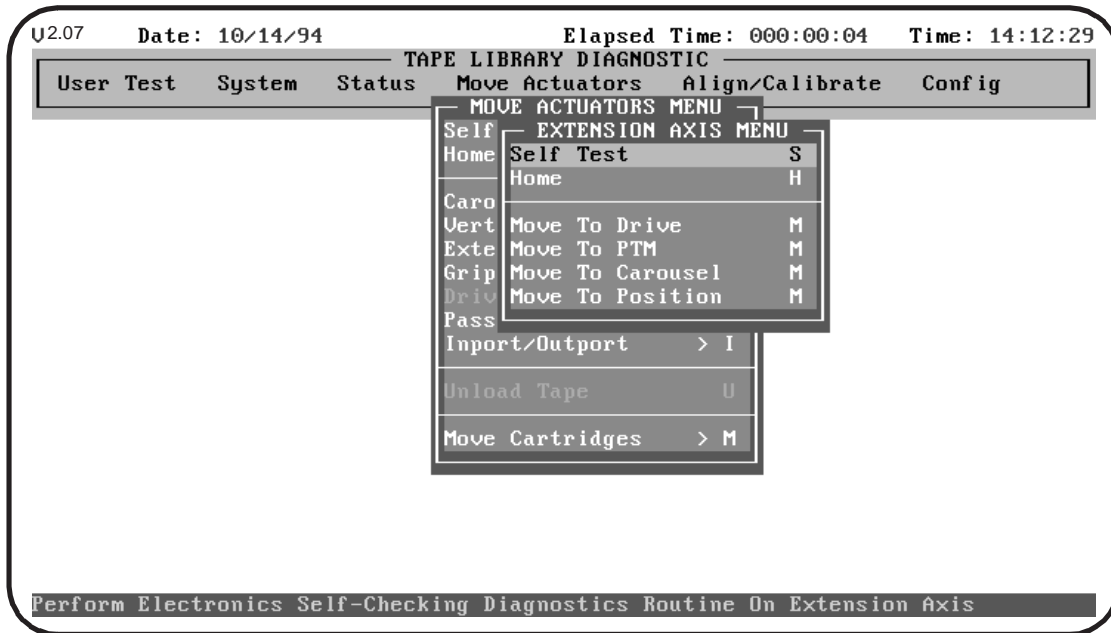 V2.07 Date: 10/14/94 Elapsed Time: 000:00:04 Time: 14:12:29
TAPE LIBRARY DIAGNOSTIC
User Test System Status Move Actuators Align/Calibrate Config
MOVE ACTUATORS MENU
Self
EXTENSION AXIS MENU
Home
Self Test S
Home H
Caro
Vert
Move To Drive M
Exte
Move To PTM M
Grip
Move To Carousel M
Driv
Move To Position M
Pass
Inport/Outport > I
Unload Tape U
Move Cartridges > M
Perform Electronics Self-Checking Diagnostics Routine On Extension Axis